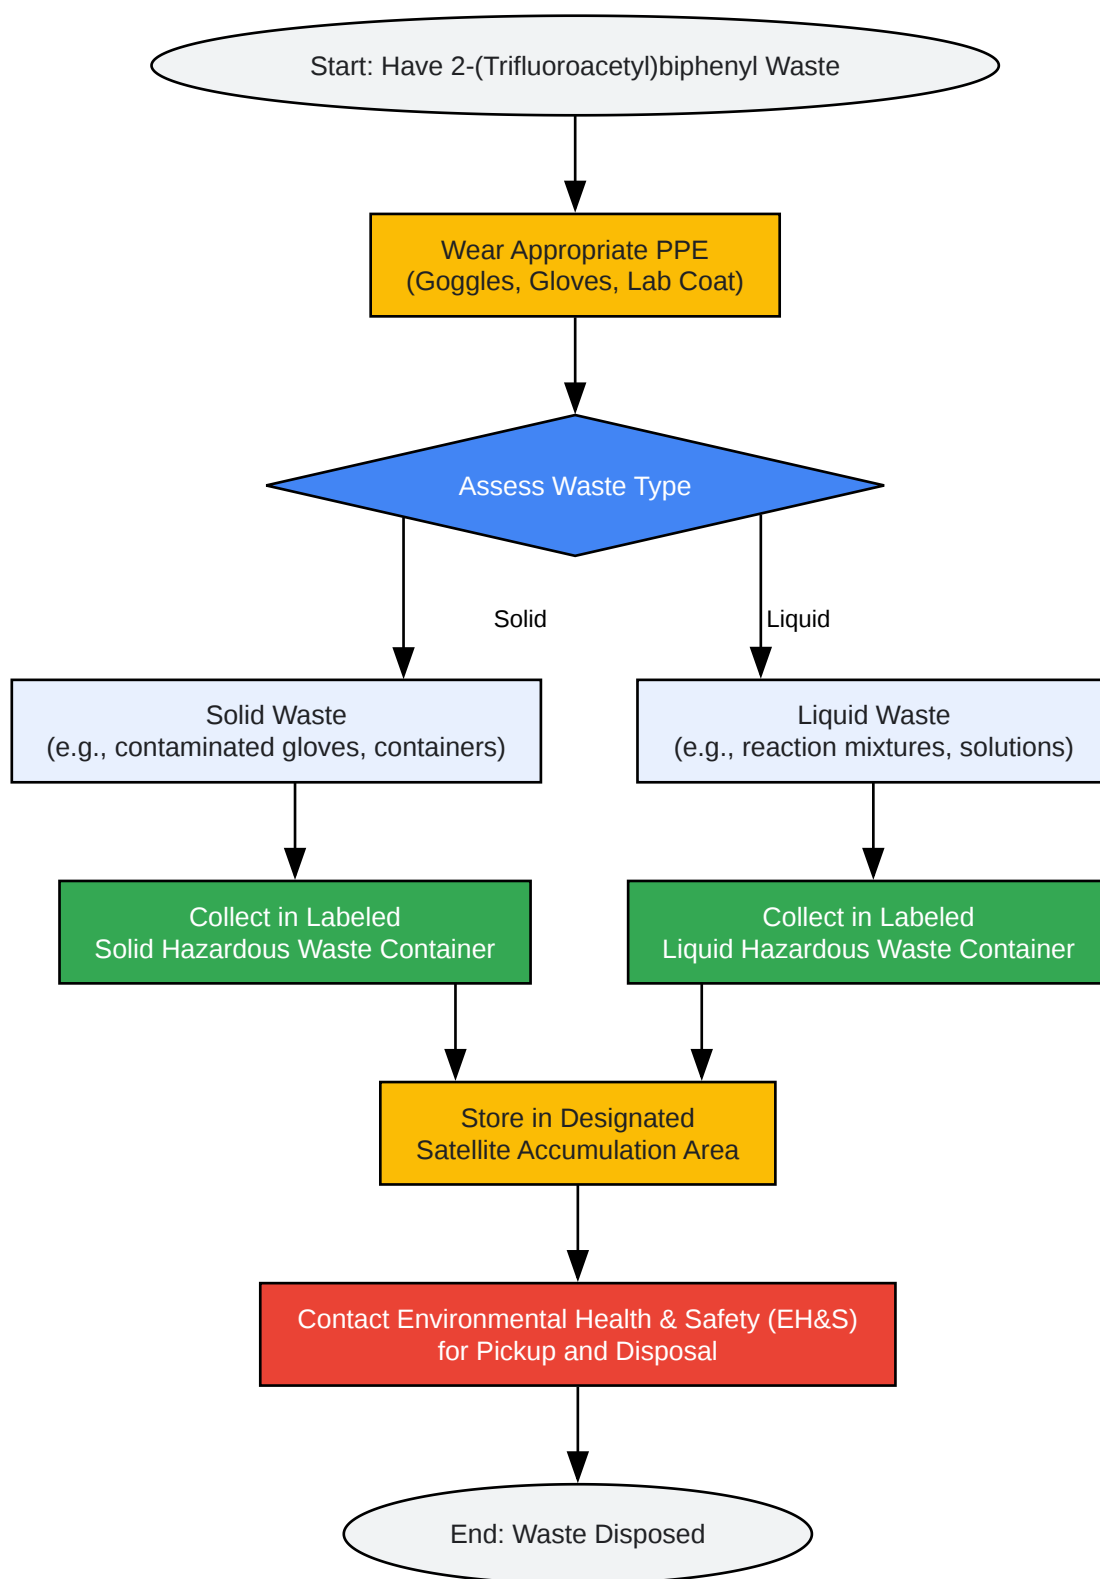 Start: Have 2-(Trifluoroacetyl)biphenyl Waste
Wear Appropriate PPE
(Goggles, Gloves, Lab Coat)
Assess Waste Type
Solid
Liquid
Solid Waste
(e.g., contaminated gloves, containers)
Liquid Waste
(e.g., reaction mixtures, solutions)
Collect in Labeled
Solid Hazardous Waste Container
Collect in Labeled
Liquid Hazardous Waste Container
Store in Designated
Satellite Accumulation Area
Contact Environmental Health & Safety (EH&S)
for Pickup and Disposal
End: Waste Disposed